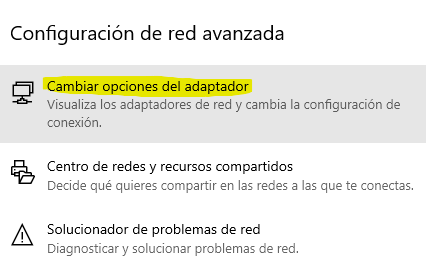 Configuración de red avanzada
Cambiar opciones del adaptador
Visualiza los adaptadores de red y cambia la configuración de
conexión.
Centro de redes y recursos compartidos
Decide qué quieres compartir en las redes a las que te conectas.
Solucionador de problemas de red
Diagnosticar y solucionar problemas de red.